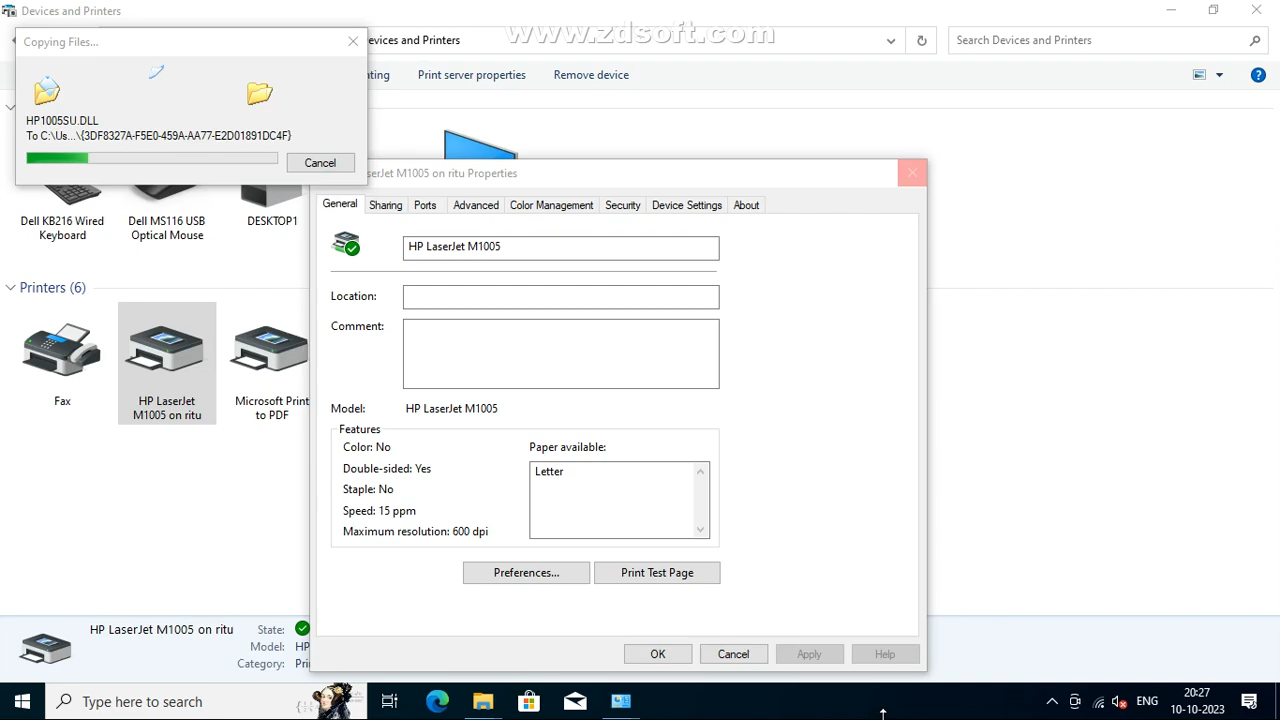 Devices and Printers
Copying Files...
evices and Printers
www.zdsoft.com
Search Devices and Printers
nting
Print server properties
Remove device
HP1005SU.DLL
To C:\Us...\{3DF8327A-F5E0-459A-AA77-E2D01891DC4F}
Cancel
serJet M1005 on ritu Properties
General
Sharing
Ports
Advanced
Color Management
Security
Device Settings
About
Dell KB216 Wired
Keyboard
Dell MS116 USB
Optical Mouse
DESKTOP1
HP LaserJet M1005
Printers (6)
Location:
Comment:
Fax
HP LaserJet
M1005 on ritu
Microsoft Print
to PDF
Model:
HP LaserJet M1005
Features
Color: No
Double-sided: Yes
Staple: No
Speed: 15 ppm
Maximum resolution: 600 dpi
Paper available:
Letter
Preferences...
Print Test Page
HP LaserJet M1005 on ritu
State:
Model:
HP
Category:
Pri
OK
Cancel
Apply
Help
Type here to search
ENG
20:27
10-10-2023